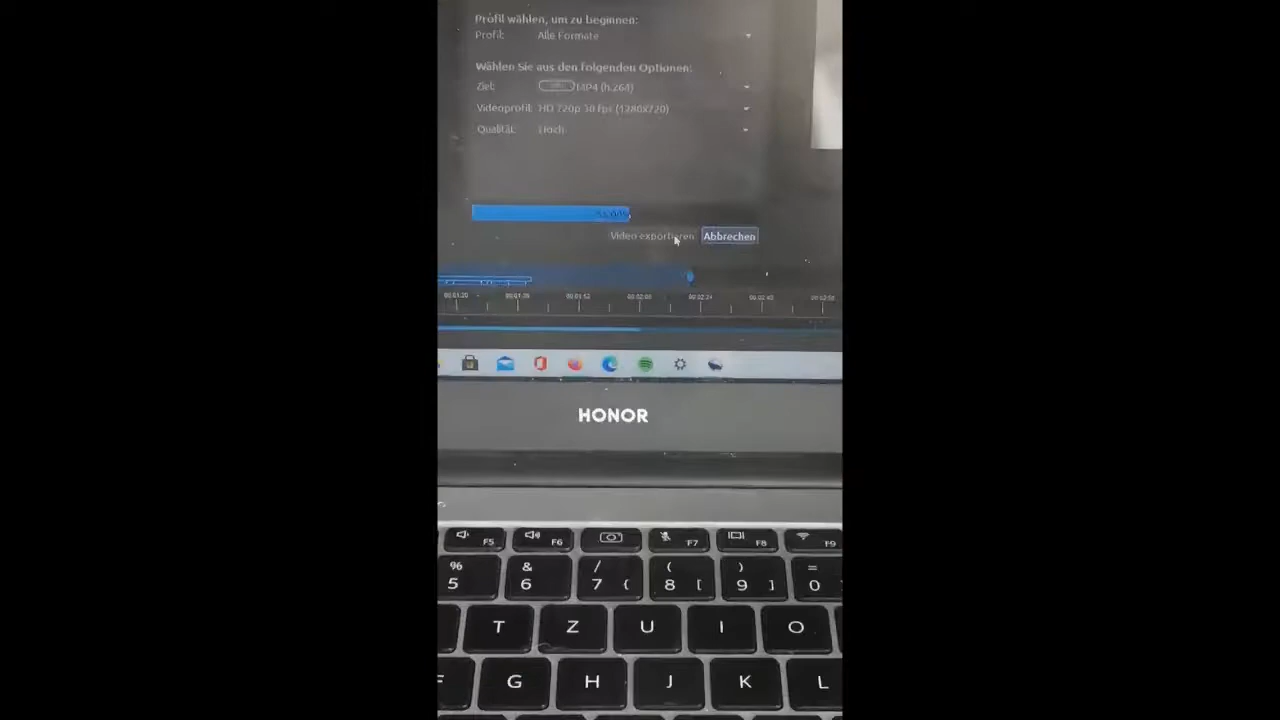 Profil wählen, um zu beginnen:
Profil: Alle Formate
Wählen Sie aus den folgenden Optionen:
Ziel: MP4 (h.264)
Videoprofil: HD 720p 30 fps (1280x720)
Qualität: Hoch
Video exportieren Abbrechen
HONOR
F5 F6 F7 F8 F9
% & / ( ) =
5 6 7 { 8 [ 9 ] 0
T Z U I O
F G H J K L